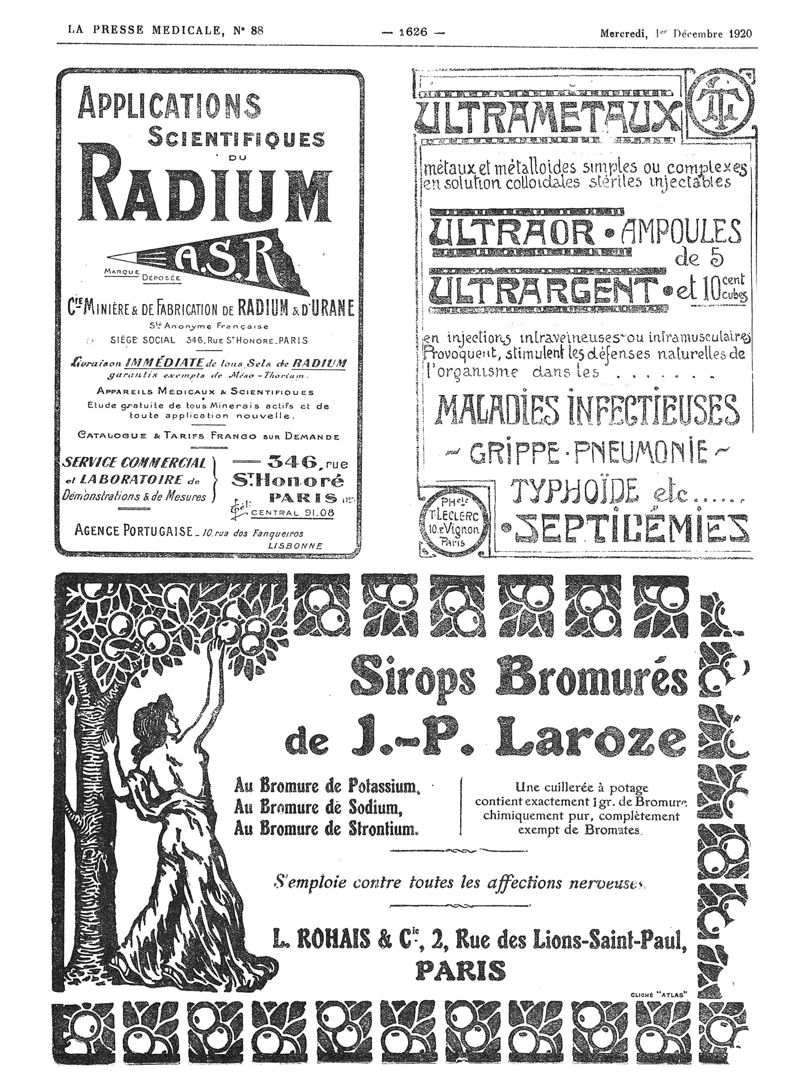 LA PRESSE MEDICALE, N° 88
— 1626 —
Mercredi, 1er Décembre 1920
APPLICATIONS
SCIENTIFIQUES
DU
RADIUM
A.S.R
MARQUE
DÉPOSÉE
Cie MINIÈRE & DE FABRICATION DE RADIUM & D'URANE
Sté Anonyme Française
SIÈGE SOCIAL 346, RUE St HONORE. PARIS
Livraison IMMÉDIATE de tous Sels de RADIUM
garantis exempts de Méso-Thorium.
APPAREILS MEDICAUX & SCIENTIFIQUES
Etude gratuite de tous Minerais actifs et de
toute application nouvelle.
CATALOGUE & TARIFS FRANCO SUR DEMANDE
SERVICE COMMERCIAL
et LABORATOIRE de
Démonstrations & de Mesures
— 346, rue
St Honoré
PARIS
Tél:
CENTRAL 91.08
AGENCE PORTUGAISE _ 10, rua dos Fanqueiros
LISBONNE
ULTRAMETAUX
TL
métaux et métalloïdes simples ou complexes
en solution colloïdales stériles injectables
ULTRAOR • AMPOULES
de 5
ULTRARGENT • et 10 cent
cubes
en injections intraveineuses ou intramusculaires
Provoquent, stimulent les défenses naturelles de
l'organisme dans les . . . . . . .
MALADIES INFECTIEUSES
~ GRIPPE · PNEUMONIE ~
TYPHOÏDE etc......
• SEPTICÉMIES
PHcie
T. LECLERC
10. r. Vignon
Paris
Sirops Bromurés
de J.-P. Laroze
Au Bromure de Potassium,
Au Bromure de Sodium,
Au Bromure de Strontium.
Une cuillerée à potage
contient exactement 1 gr. de Bromure
chimiquement pur, complètement
exempt de Bromates.
S'emploie contre toutes les affections nerveuses.
L. ROHAIS & Cie, 2, Rue des Lions-Saint-Paul,
PARIS
CLICHÉ "ATLAS"